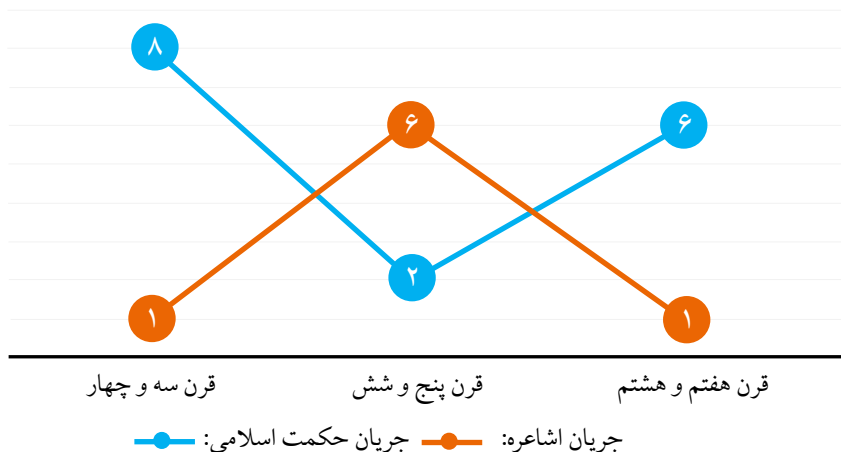 ۸
۶ ۶
۲
۱ ۱
قرن سه و چهار قرن پنج و شش قرن هفتم و هشتم
جریان اشاعره: جریان حکمت اسلامی: